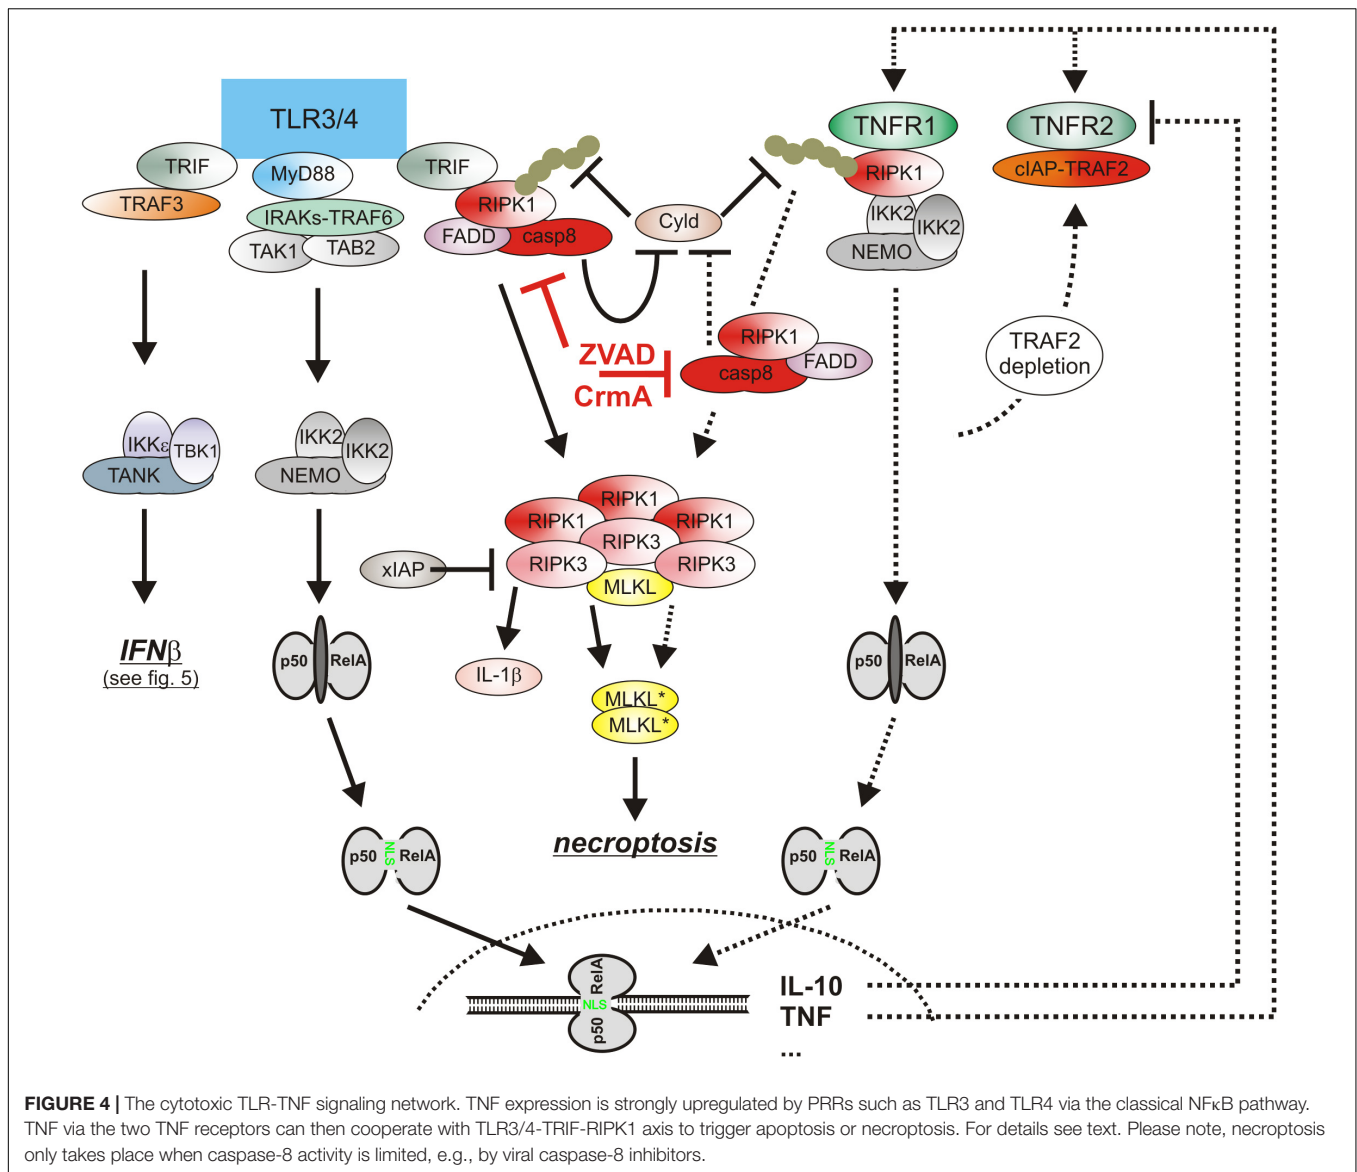 TLR3/4
TRIF
MyD88
TRIF
TRAF3
IRAKs-TRAF6
TAK1
TAB2
RIPK1
FADD
casp8
Cyld
TNFR1
TNFR2
RIPK1
cIAP-TRAF2
IKK2
IKK2
NEMO
ZVAD
CrmA
RIPK1
casp8
FADD
TRAF2
depletion
IKKε
TBK1
TANK
IKK2
IKK2
NEMO
RIPK1
RIPK1
RIPK1
RIPK3
RIPK3
RIPK3
MLKL
xIAP
IFNβ
(see fig. 5)
p50
RelA
IL-1β
MLKL*
MLKL*
p50
RelA
necroptosis
p50
NLS
RelA
p50
NLS
RelA
RelA
NLS
p50
IL-10
TNF
...
FIGURE 4 | The cytotoxic TLR-TNF signaling network. TNF expression is strongly upregulated by PRRs such as TLR3 and TLR4 via the classical NFκB pathway.
TNF via the two TNF receptors can then cooperate with TLR3/4-TRIF-RIPK1 axis to trigger apoptosis or necroptosis. For details see text. Please note, necroptosis
only takes place when caspase-8 activity is limited, e.g., by viral caspase-8 inhibitors.